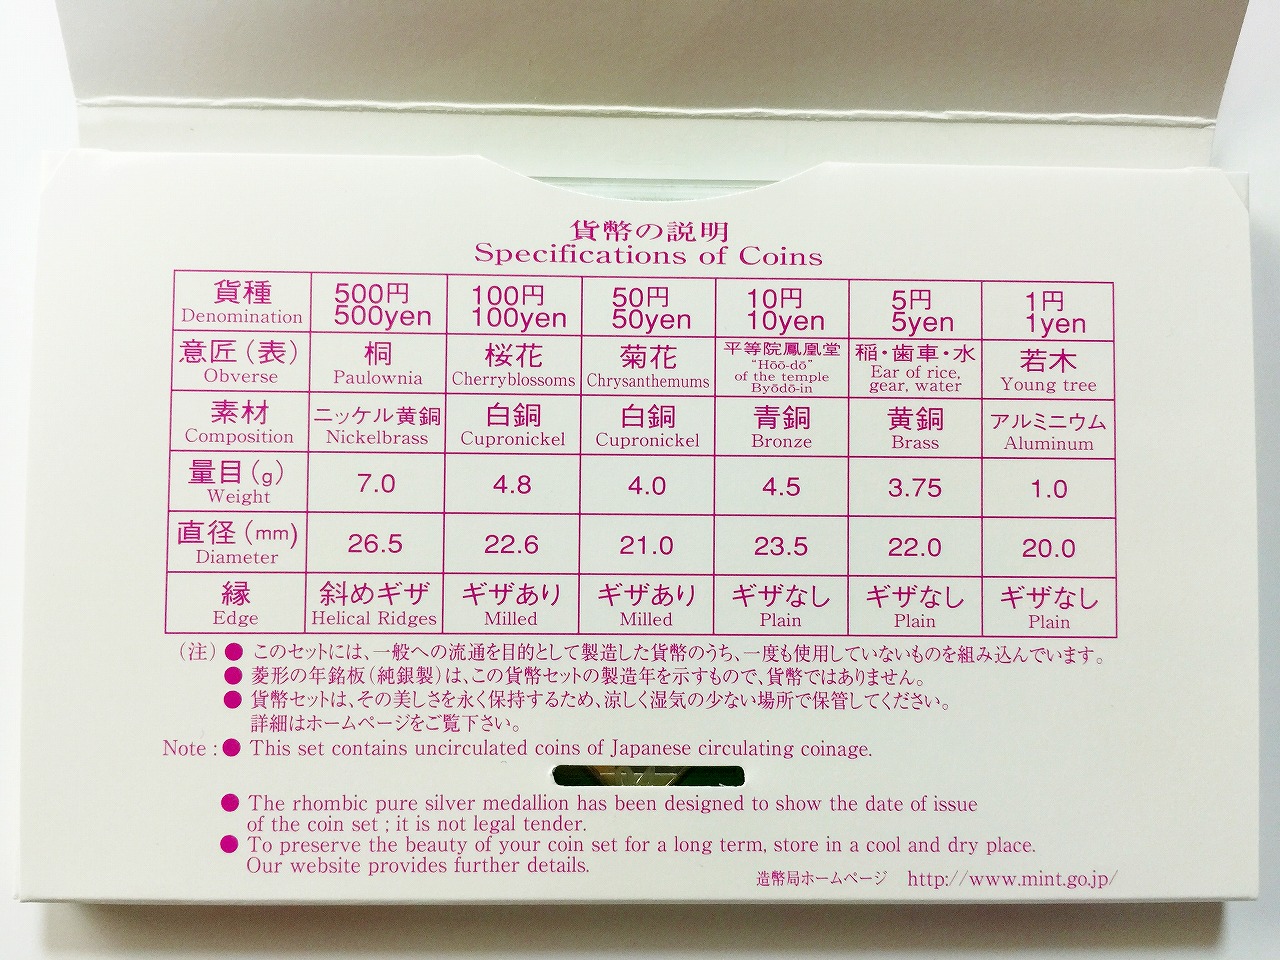 貨幣の説明
Specifications of Coins
貨種 500円 100円 50円 10円 5円 1円
Denomination 500yen 100yen 50yen 10yen 5yen 1yen
意匠（表） 桐 桜花 菊花 平等院鳳凰堂 稲・歯車・水 若木
Obverse Paulownia Cherryblossoms Chrysanthemums “Hōō-dō” Ear of rice, Young tree
of the temple gear, water
Byōdō-in
素材 ニッケル黄銅 白銅 白銅 青銅 黄銅 アルミニウム
Composition Nickelbrass Cupronickel Cupronickel Bronze Brass Aluminum
量目（g） 7.0 4.8 4.0 4.5 3.75 1.0
Weight
直径（mm） 26.5 22.6 21.0 23.5 22.0 20.0
Diameter
縁 斜めギザ ギザあり ギザあり ギザなし ギザなし ギザなし
Edge Helical Ridges Milled Milled Plain Plain Plain
（注）● このセットには、一般への流通を目的として製造した貨幣のうち、一度も使用していないものを組み込んでいます。
● 菱形の年銘板（純銀製）は、この貨幣セットの製造年を示すもので、貨幣ではありません。
● 貨幣セットは、その美しさを永く保持するため、涼しく湿気の少ない場所で保管してください。
詳細はホームページをご覧下さい。
Note : ● This set contains uncirculated coins of Japanese circulating coinage.
● The rhombic pure silver medallion has been designed to show the date of issue
of the coin set ; it is not legal tender.
● To preserve the beauty of your coin set for a long term, store in a cool and dry place.
Our website provides further details.
造幣局ホームページ http://www.mint.go.jp/